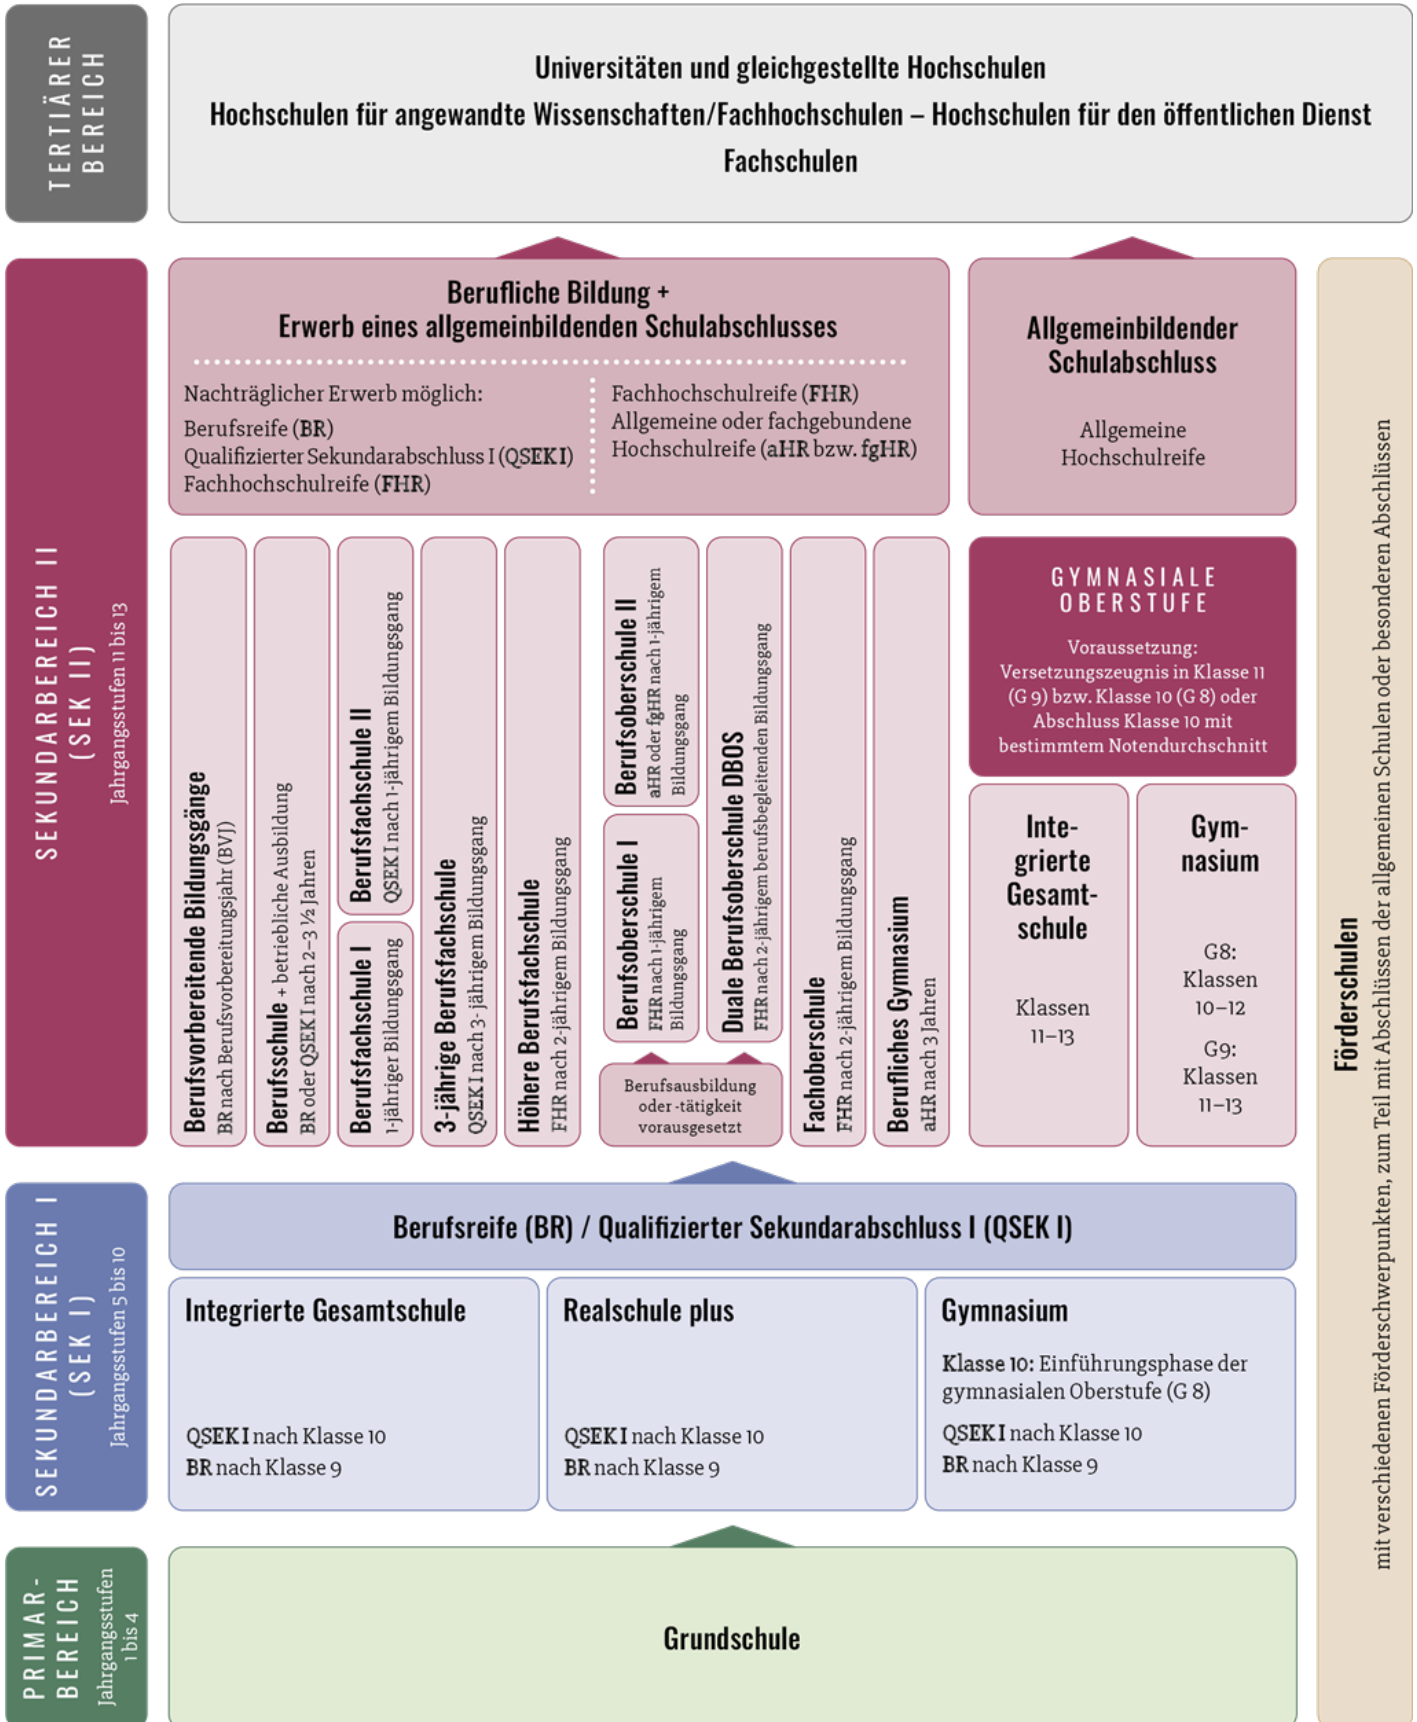 TERTIÄRER
BEREICH
Universitäten und gleichgestellte Hochschulen
Hochschulen für angewandte Wissenschaften/Fachhochschulen – Hochschulen für den öffentlichen Dienst
Fachschulen
SEKUNDARBEREICH II
(SEK II)
Jahrgangsstufen 11 bis 13
Berufliche Bildung +
Erwerb eines allgemeinbildenden Schulabschlusses
Nachträglicher Erwerb möglich:
Berufsreife (BR)
Qualifizierter Sekundarabschluss I (QSEK I)
Fachhochschulreife (FHR)
Fachhochschulreife (FHR)
Allgemeine oder fachgebundene
Hochschulreife (aHR bzw. fgHR)
Allgemeinbildender
Schulabschluss
Allgemeine
Hochschulreife
Berufsvorbereitende Bildungsgänge
BR nach Berufsvorbereitungsjahr (BVJ)
Berufsschule + betriebliche Ausbildung
BR oder QSEK I nach 2–3 ½ Jahren
Berufsfachschule II
QSEK I nach 1-jährigem Bildungsgang
Berufsfachschule I
1-jähriger Bildungsgang
3-jährige Berufsfachschule
QSEK I nach 3- jährigem Bildungsgang
Höhere Berufsfachschule
FHR nach 2-jährigem Bildungsgang
Berufsoberschule II
aHR oder fgHR nach 1-jährigem
Bildungsgang
Berufsoberschule I
FHR nach 1-jährigem
Bildungsgang
Duale Berufsoberschule DBOS
FHR nach 2-jährigem berufsbegleitenden Bildungsgang
Berufsausbildung
oder -tätigkeit
vorausgesetzt
Fachoberschule
FHR nach 2-jährigem Bildungsgang
Berufliches Gymnasium
aHR nach 3 Jahren
GYMNASIALE
OBERSTUFE
Voraussetzung:
Versetzungszeugnis in Klasse 11
(G 9) bzw. Klasse 10 (G 8) oder
Abschluss Klasse 10 mit
bestimmtem Notendurchschnitt
Inte-
grierte
Gesamt-
schule
Klassen
11–13
Gym-
nasium
G8:
Klassen
10–12
G9:
Klassen
11–13
Förderschulen
mit verschiedenen Förderschwerpunkten, zum Teil mit Abschlüssen der allgemeinen Schulen oder besonderen Abschlüssen
SEKUNDARBEREICH I
(SEK I)
Jahrgangsstufen 5 bis 10
Berufsreife (BR) / Qualifizierter Sekundarabschluss I (QSEK I)
Integrierte Gesamtschule
QSEK I nach Klasse 10
BR nach Klasse 9
Realschule plus
QSEK I nach Klasse 10
BR nach Klasse 9
Gymnasium
Klasse 10: Einführungsphase der
gymnasialen Oberstufe (G 8)
QSEK I nach Klasse 10
BR nach Klasse 9
PRIMAR-
BEREICH
Jahrgangsstufen
1 bis 4
Grundschule